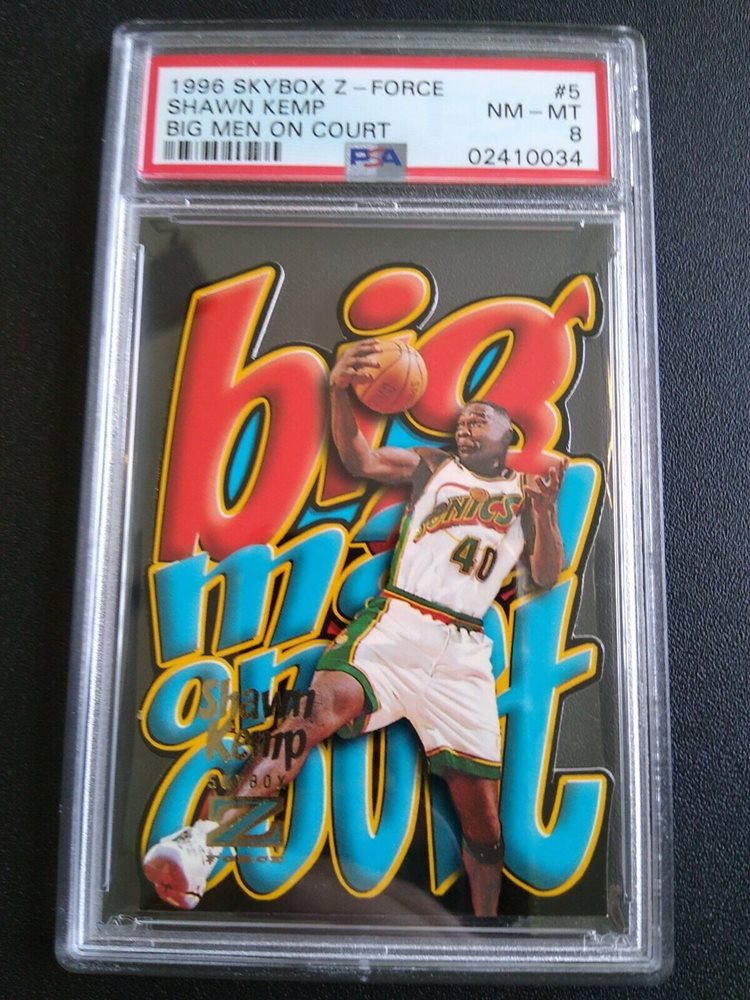 1996 SKYBOX Z-FORCE #5
SHAWN KEMP NM-MT
BIG MEN ON COURT 8
PSA 02410034
big
men
on
court
SONICS
40
Shawn
Kemp
SKYBOX
Z
FORCE